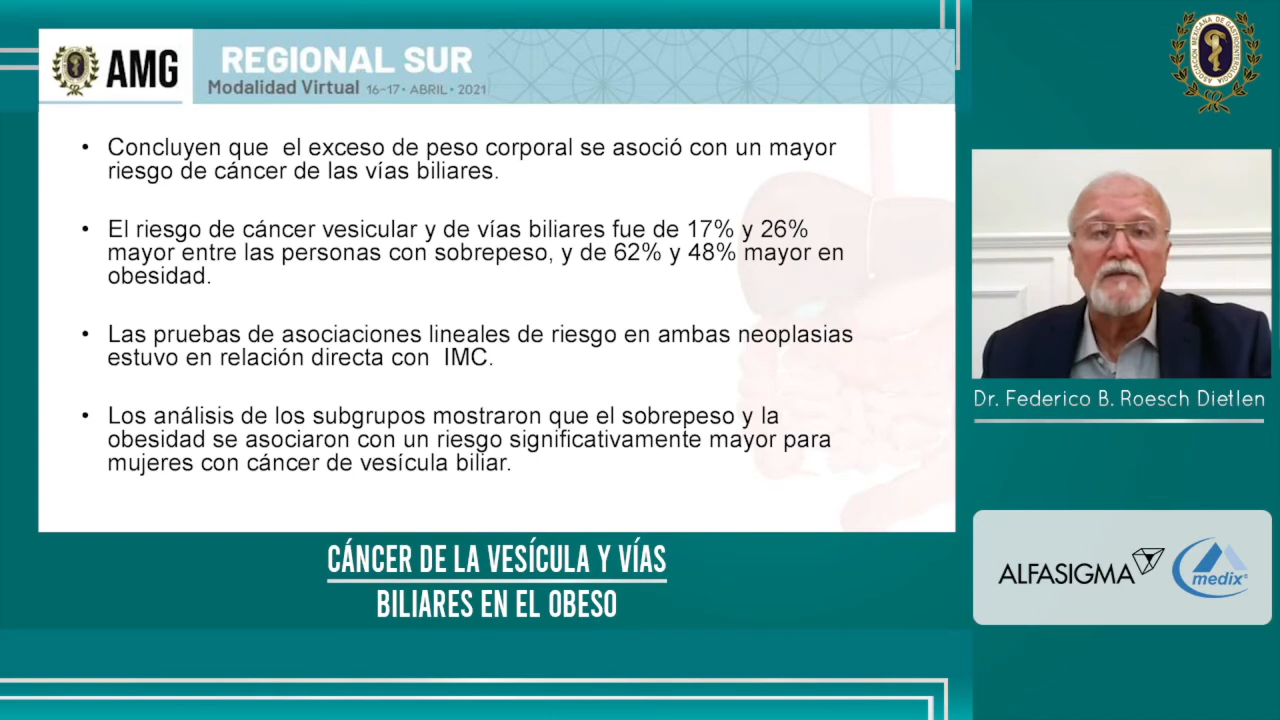 AMG
REGIONAL SUR
Modalidad Virtual 16-17 • ABRIL • 2021
• Concluyen que el exceso de peso corporal se asoció con un mayor
riesgo de cáncer de las vías biliares.
• El riesgo de cáncer vesicular y de vías biliares fue de 17% y 26%
mayor entre las personas con sobrepeso, y de 62% y 48% mayor en
obesidad.
• Las pruebas de asociaciones lineales de riesgo en ambas neoplasias
estuvo en relación directa con IMC.
• Los análisis de los subgrupos mostraron que el sobrepeso y la
obesidad se asociaron con un riesgo significativamente mayor para
mujeres con cáncer de vesícula biliar.
CÁNCER DE LA VESÍCULA Y VÍAS
BILIARES EN EL OBESO
ASOCIACIÓN MEXICANA DE GASTROENTEROLOGÍA
Dr. Federico B. Roesch Dietlen
ALFASIGMA
medix®